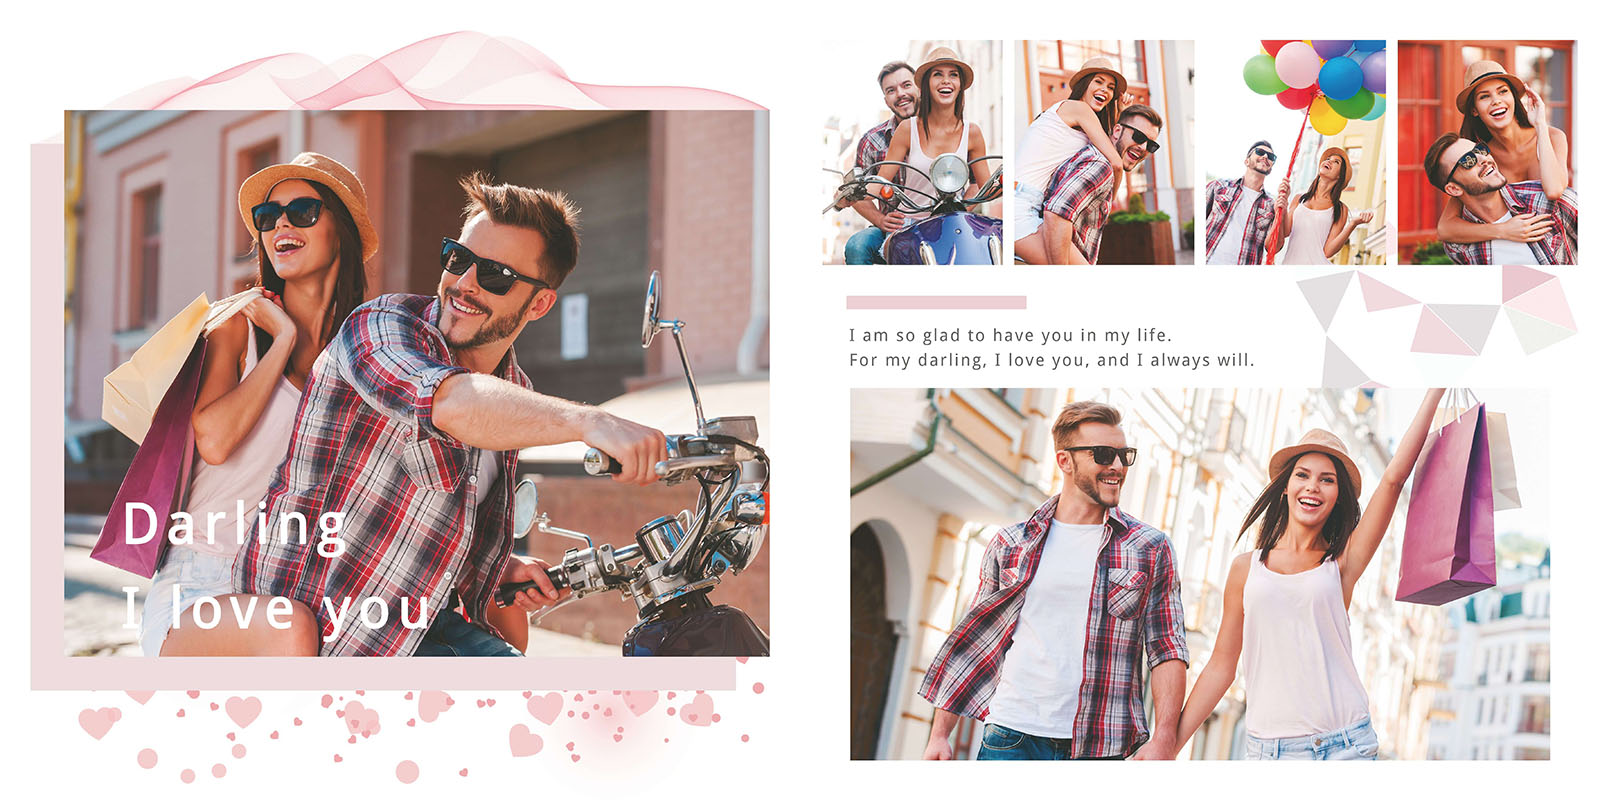 Darling
I love you
I am so glad to have you in my life.
For my darling, I love you, and I always will.